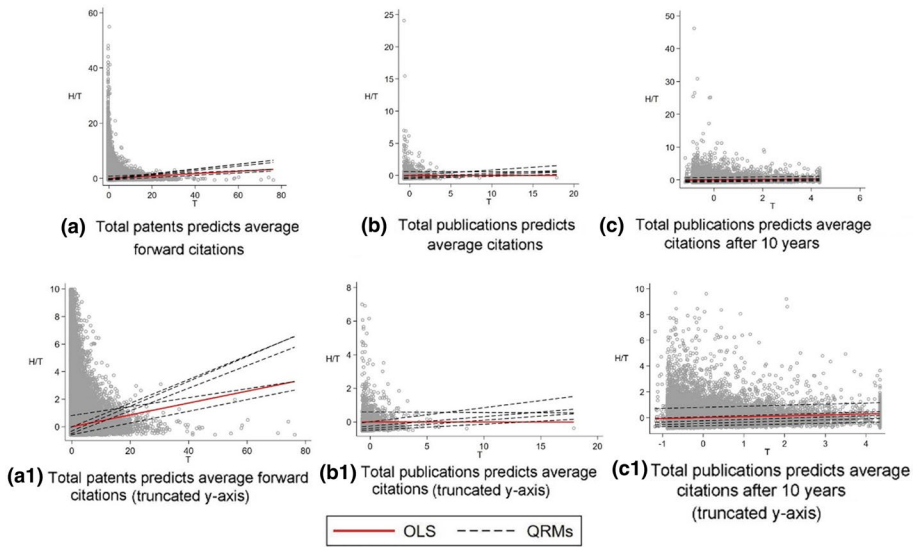 60
40
H/T
20
0
0 20 40 60 80
T
(a) Total patents predicts average
forward citations
25
20
15
H/T
10
5
0
0 5 10 15 20
T
(b) Total publications predicts
average citations
50
40
30
H/T
20
10
0
0 2 4 6
T
(c) Total publications predicts average
citations after 10 years
10
8
6
H/T
4
2
0
0 20 40 60 80
T
(a1) Total patents predicts average forward
citations (truncated y-axis)
8
6
4
H/T
2
0
0 5 10 15 20
T
(b1) Total publications predicts average
citations (truncated y-axis)
10
8
6
H/T
4
2
0
-1 0 1 2 3 4
T
(c1) Total publications predicts average
citations after 10 years
(truncated y-axis)
OLS QRMs